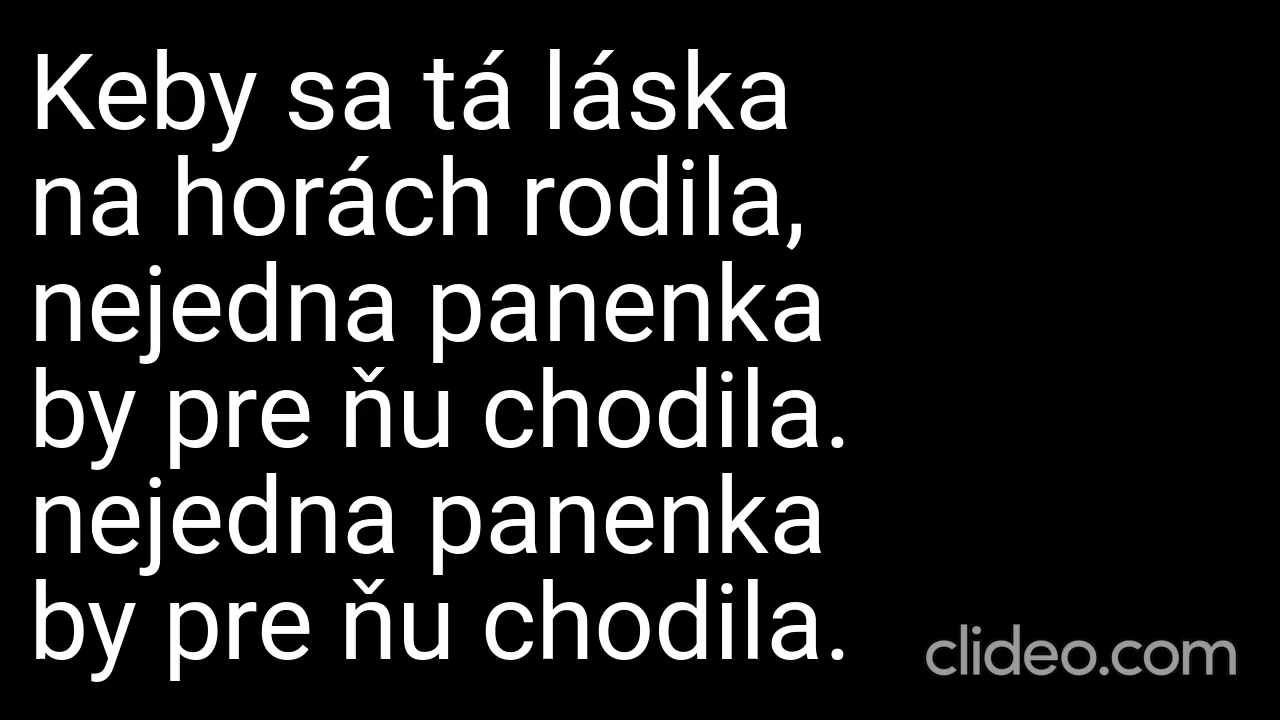 Keby sa tá láska
na horách rodila,
nejedna panenka
by pre ňu chodila.
nejedna panenka
by pre ňu chodila.
clideo.com